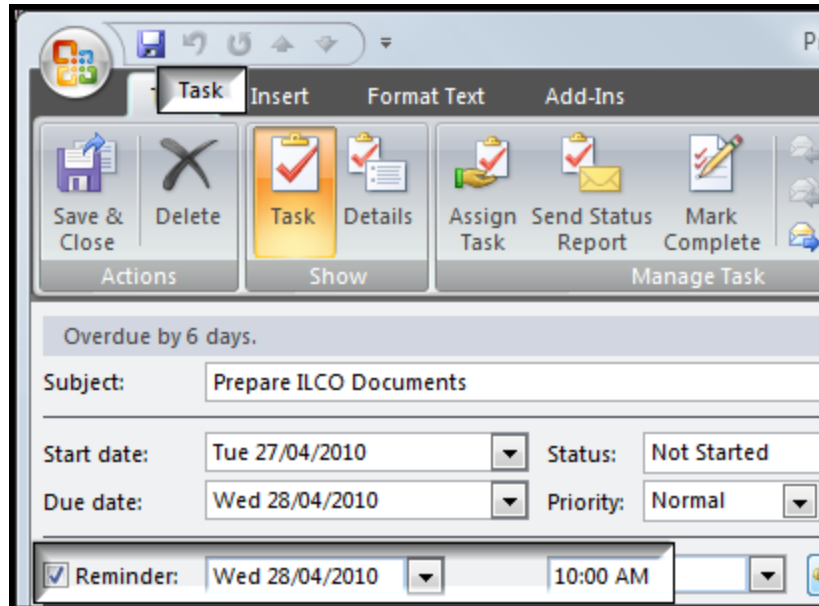 Task Insert Format Text Add-Ins
Save & Close Delete Task Details Assign Task Send Status Report Mark Complete
Actions Show Manage Task
Overdue by 6 days.
Subject: Prepare ILCO Documents
Start date: Tue 27/04/2010 Status: Not Started
Due date: Wed 28/04/2010 Priority: Normal
Reminder: Wed 28/04/2010 10:00 AM